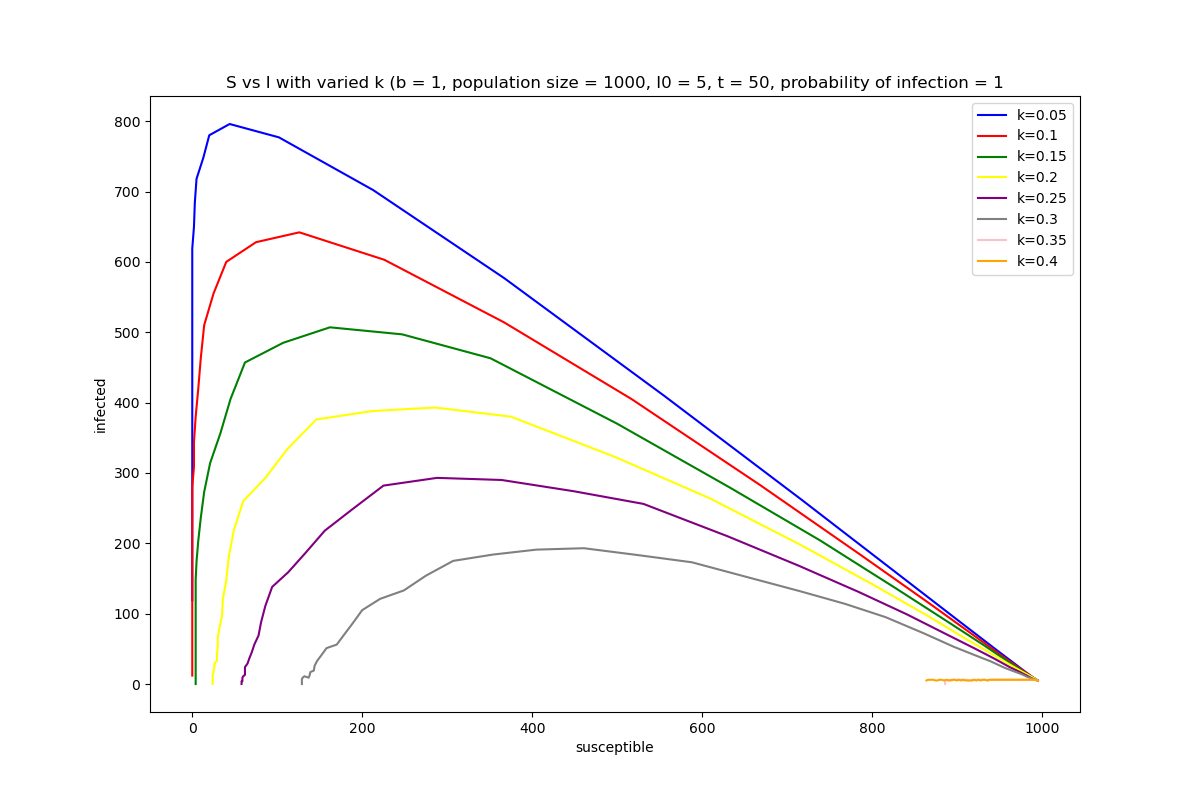 S vs I with varied k (b = 1, population size = 1000, I0 = 5, t = 50, probability of infection = 1
k=0.05
k=0.1
k=0.15
k=0.2
k=0.25
k=0.3
k=0.35
k=0.4
800
700
600
500
400
300
200
100
0
infected
0 200 400 600 800 1000
susceptible